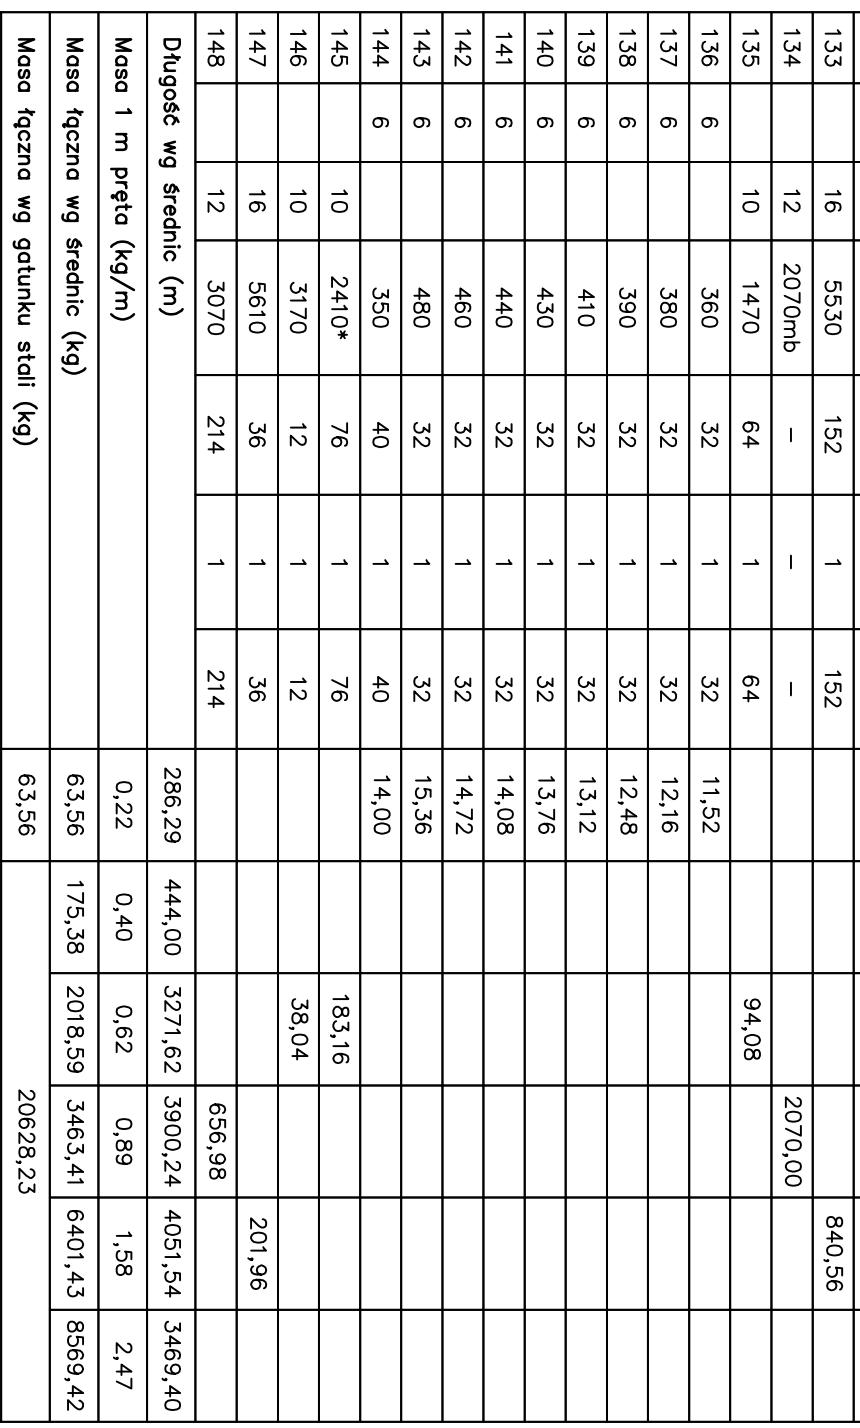 133 16 5530 152 1 152 840,56
134 12 2070mb – – – 2070,00
135 10 1470 64 1 64 94,08
136 6 360 32 1 32 11,52
137 6 380 32 1 32 12,16
138 6 390 32 1 32 12,48
139 6 410 32 1 32 13,12
140 6 430 32 1 32 13,76
141 6 440 32 1 32 14,08
142 6 460 32 1 32 14,72
143 6 480 32 1 32 15,36
144 6 350 40 1 40 14,00
145 10 2410* 76 1 76 183,16
146 10 3170 12 1 12 38,04
147 16 5610 36 1 36 201,96
148 12 3070 214 1 214 656,98
Długość wg średnic (m) 286,29 444,00 3271,62 3900,24 4051,54 3469,40
Masa 1 m pręta (kg/m) 0,22 0,40 0,62 0,89 1,58 2,47
Masa łączna wg średnic (kg) 63,56 175,38 2018,59 3463,41 6401,43 8569,42
Masa łączna wg gatunku stali (kg) 63,56 20628,23